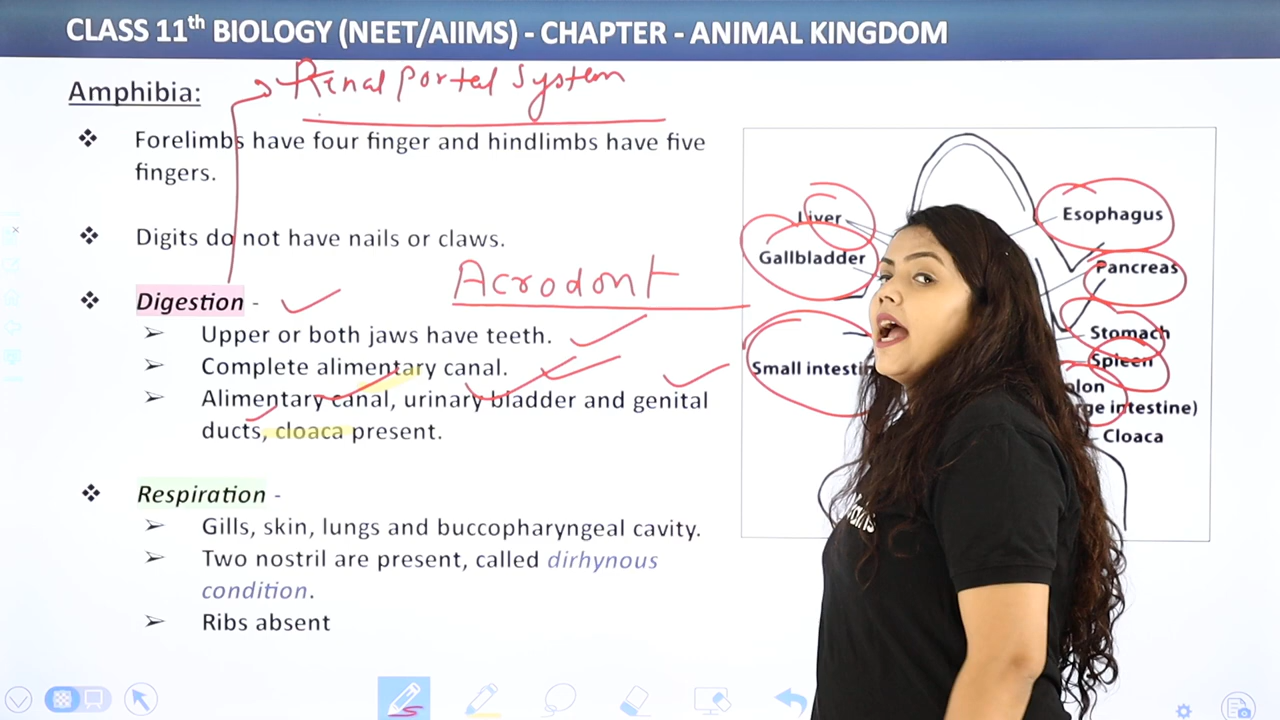 CLASS 11th BIOLOGY (NEET/AIIMS) - CHAPTER - ANIMAL KINGDOM
Renal Portal System
Amphibia:
❖ Forelimbs have four finger and hindlimbs have five
fingers.
❖ Digits do not have nails or claws.
Acrodont
❖ Digestion -
➢ Upper or both jaws have teeth.
➢ Complete alimentary canal.
➢ Alimentary canal, urinary bladder and genital
ducts, cloaca present.
❖ Respiration -
➢ Gills, skin, lungs and buccopharyngeal cavity.
➢ Two nostril are present, called dirhynous
condition.
➢ Ribs absent
Liver
Gallbladder
Small intesti
Esophagus
Pancreas
Stomach
Spleen
olon
ge intestine)
Cloaca